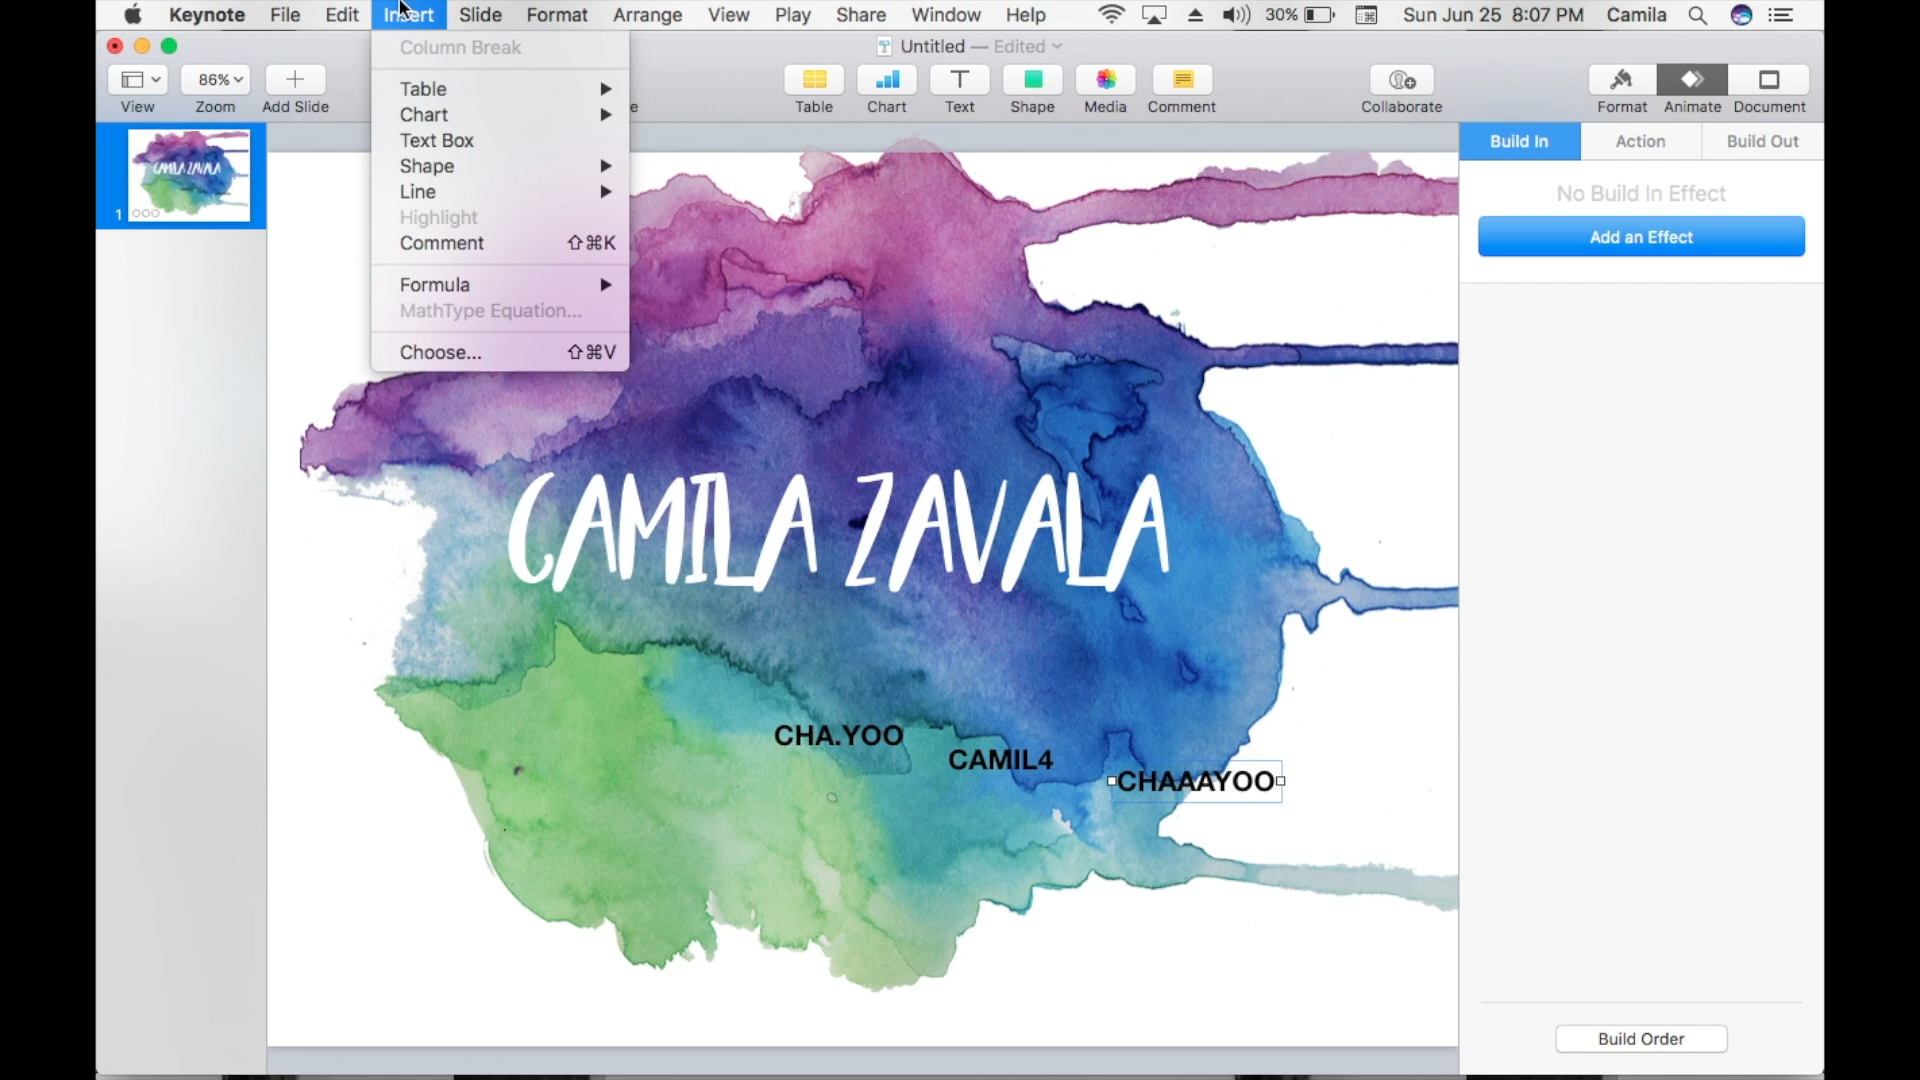 Keynote File Edit Insert Slide Format Arrange View Play Share Window Help 30% Sun Jun 25 8:07 PM Camila
Untitled — Edited
86%
View Zoom Add Slide Table Chart Text Shape Media Comment Collaborate Format Animate Document
Column Break
Table
Chart
Text Box
Shape
Line
Highlight
Comment ⇧⌘K
Formula
MathType Equation...
Choose... ⇧⌘V
Build In Action Build Out
No Build In Effect
Add an Effect
CAMILA ZAVALA
1
CAMILA ZAVALA
CHA.YOO
CAMIL4
CHAAAYOO
Build Order